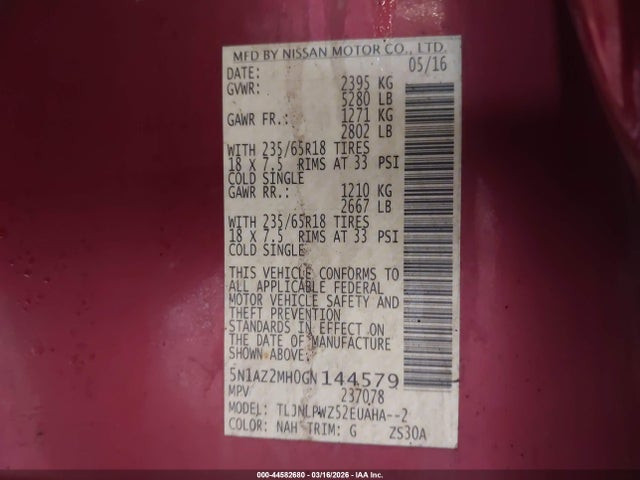 MFD BY NISSAN MOTOR CO., LTD.
DATE: 05/16
GVWR: 2395 KG
5280 LB
GAWR FR.: 1271 KG
2802 LB
WITH 235/65R18 TIRES
18 X 7.5 RIMS AT 33 PSI
COLD SINGLE
GAWR RR.: 1210 KG
2667 LB
WITH 235/65R18 TIRES
18 X 7.5 RIMS AT 33 PSI
COLD SINGLE
THIS VEHICLE CONFORMS TO
ALL APPLICABLE FEDERAL
MOTOR VEHICLE SAFETY AND
THEFT PREVENTION
STANDARDS IN EFFECT ON
THE DATE OF MANUFACTURE
SHOWN ABOVE.
5N1AZ2MH0GN144579
MPV 237078
MODEL: TLJNLPWZ52EUAHA--2
COLOR: NAH TRIM: G ZS30A
000-44582680 - 03/16/2026 - IAA Inc.